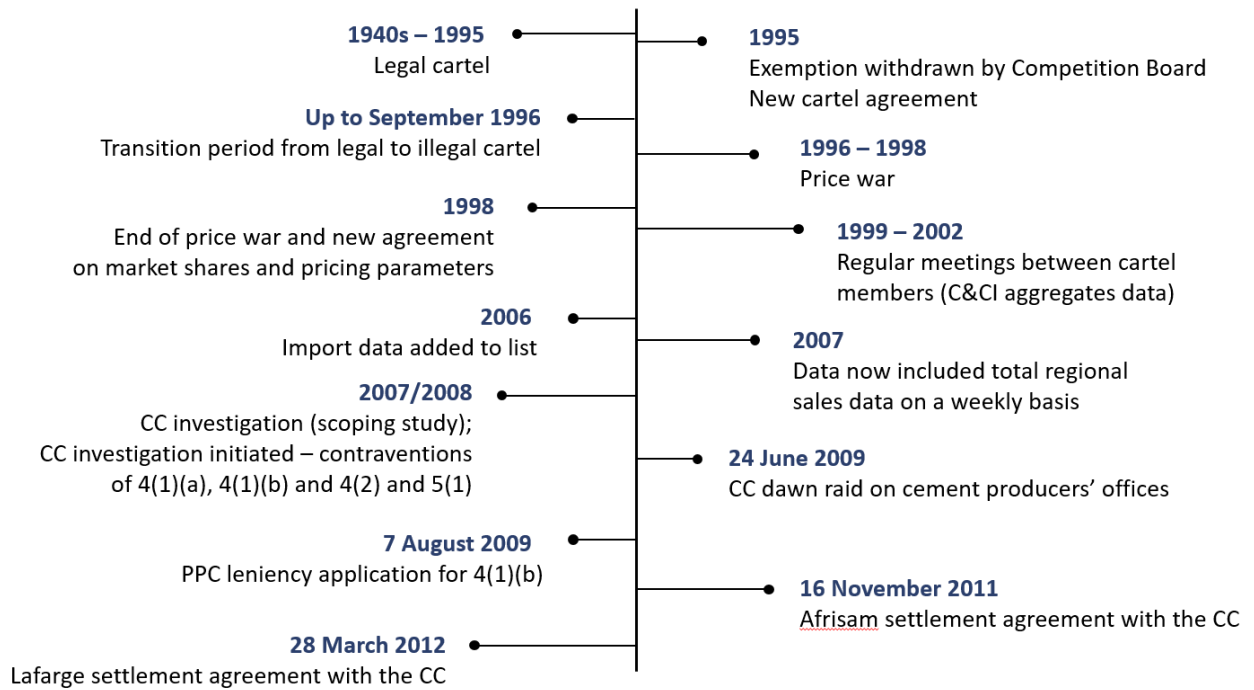 1940s – 1995
Legal cartel
1995
Exemption withdrawn by Competition Board
New cartel agreement
Up to September 1996
Transition period from legal to illegal cartel
1996 – 1998
Price war
1998
End of price war and new agreement
on market shares and pricing parameters
1999 – 2002
Regular meetings between cartel
members (C&CI aggregates data)
2006
Import data added to list
2007
Data now included total regional
sales data on a weekly basis
2007/2008
CC investigation (scoping study);
CC investigation initiated – contraventions
of 4(1)(a), 4(1)(b) and 4(2) and 5(1)
24 June 2009
CC dawn raid on cement producers’ offices
7 August 2009
PPC leniency application for 4(1)(b)
16 November 2011
Afrisam settlement agreement with the CC
28 March 2012
Lafarge settlement agreement with the CC